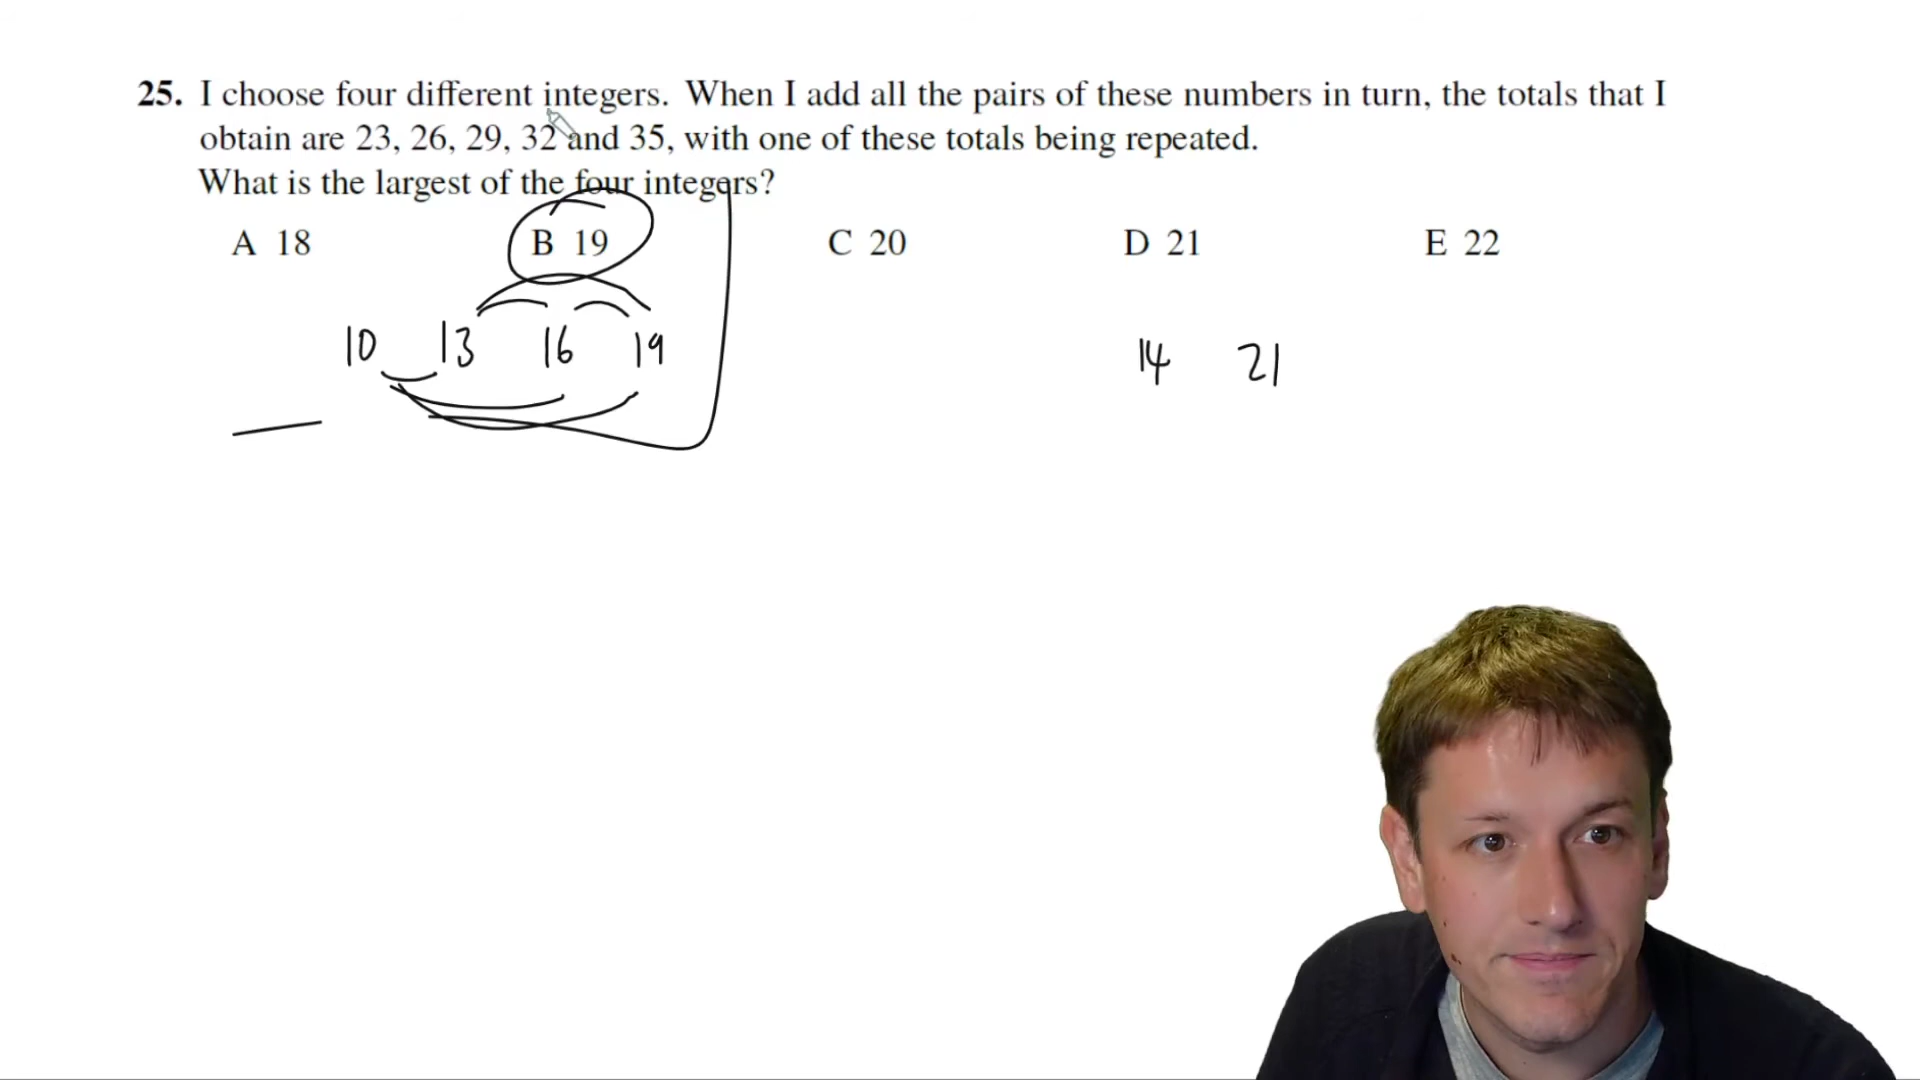 25. I choose four different integers. When I add all the pairs of these numbers in turn, the totals that I
obtain are 23, 26, 29, 32 and 35, with one of these totals being repeated.
What is the largest of the four integers?
A 18 B 19 C 20 D 21 E 22
10 13 16 19
14 21